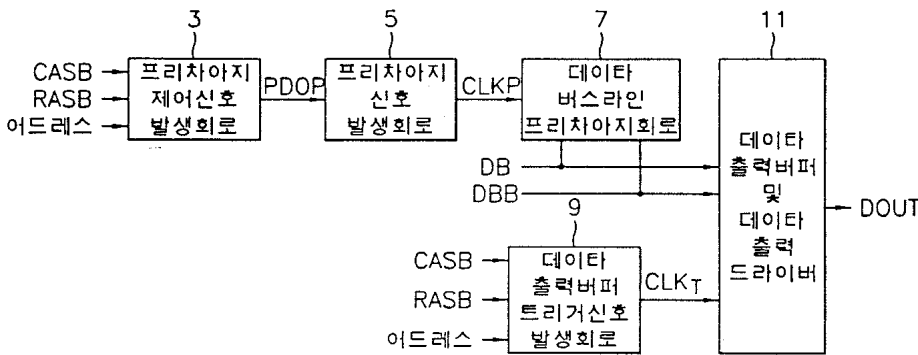 3
5
7
11
CASB
RASB
어드레스
프리차아지
제어신호
발생회로
PDOP
프리차아지
신호
발생회로
CLKP
데이타
버스라인
프리차아지회로
DB
DBB
데이타
출력버퍼
및
데이타
출력
드라이버
DOUT
9
CASB
RASB
어드레스
데이타
출력버퍼
트리거신호
발생회로
CLKT